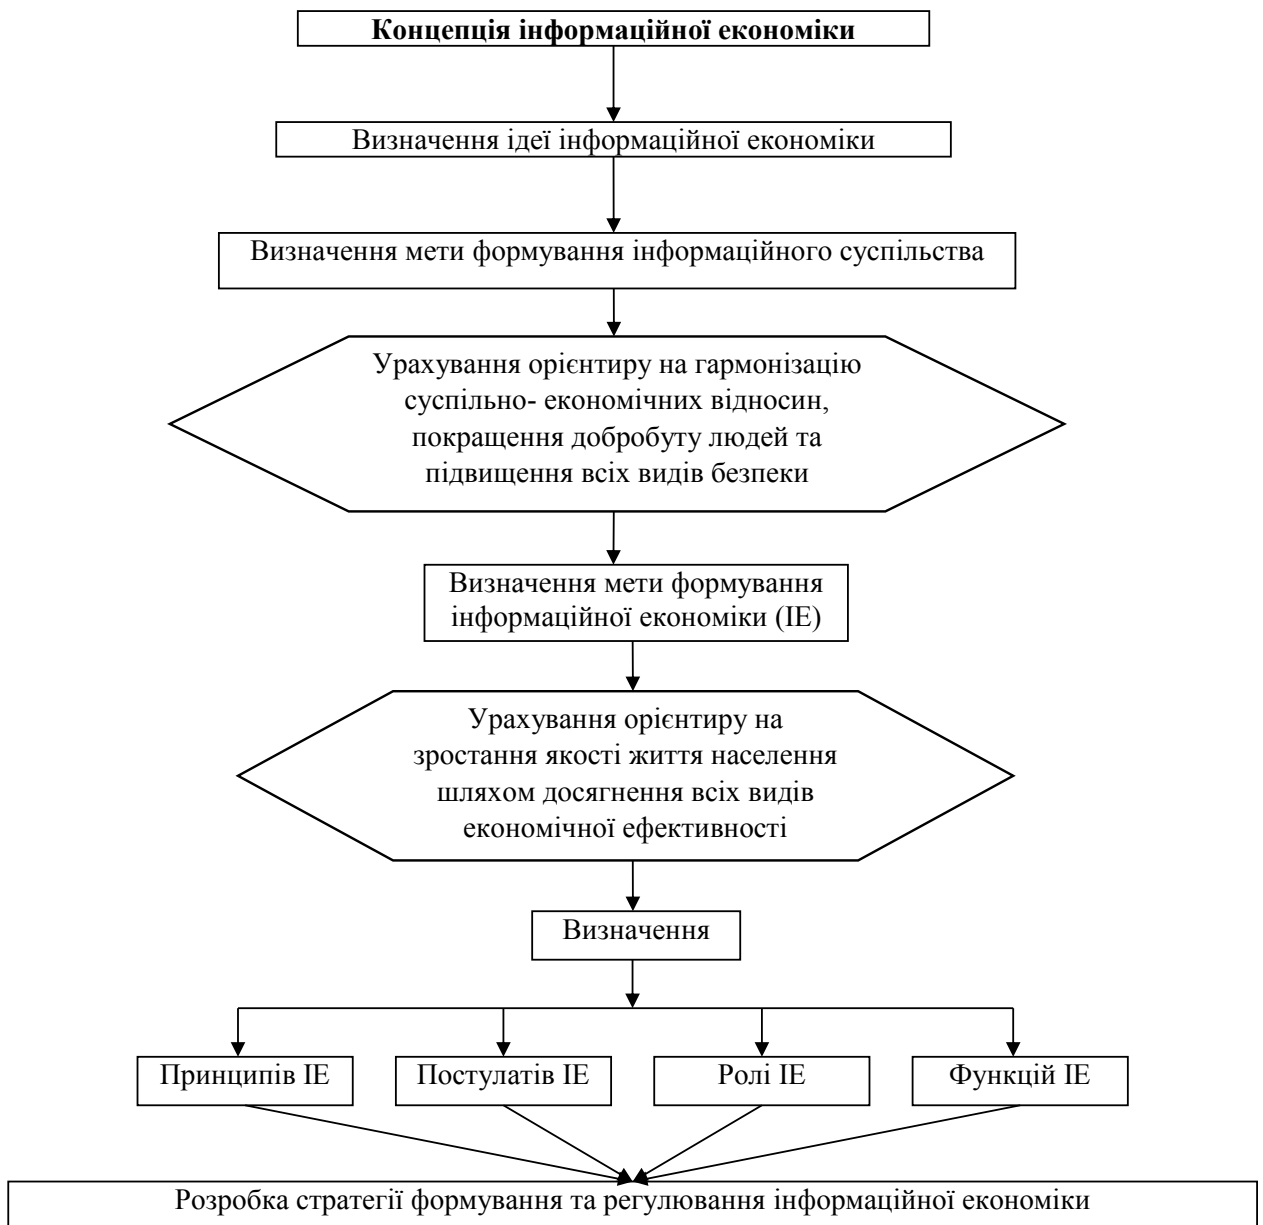 Концепція інформаційної економіки
Визначення ідеї інформаційної економіки
Визначення мети формування інформаційного суспільства
Урахування орієнтиру на гармонізацію
суспільно- економічних відносин,
покращення добробуту людей та
підвищення всіх видів безпеки
Визначення мети формування
інформаційної економіки (ІЕ)
Урахування орієнтиру на
зростання якості життя населення
шляхом досягнення всіх видів
економічної ефективності
Визначення
Принципів ІЕ
Постулатів ІЕ
Ролі ІЕ
Функцій ІЕ
Розробка стратегії формування та регулювання інформаційної економіки